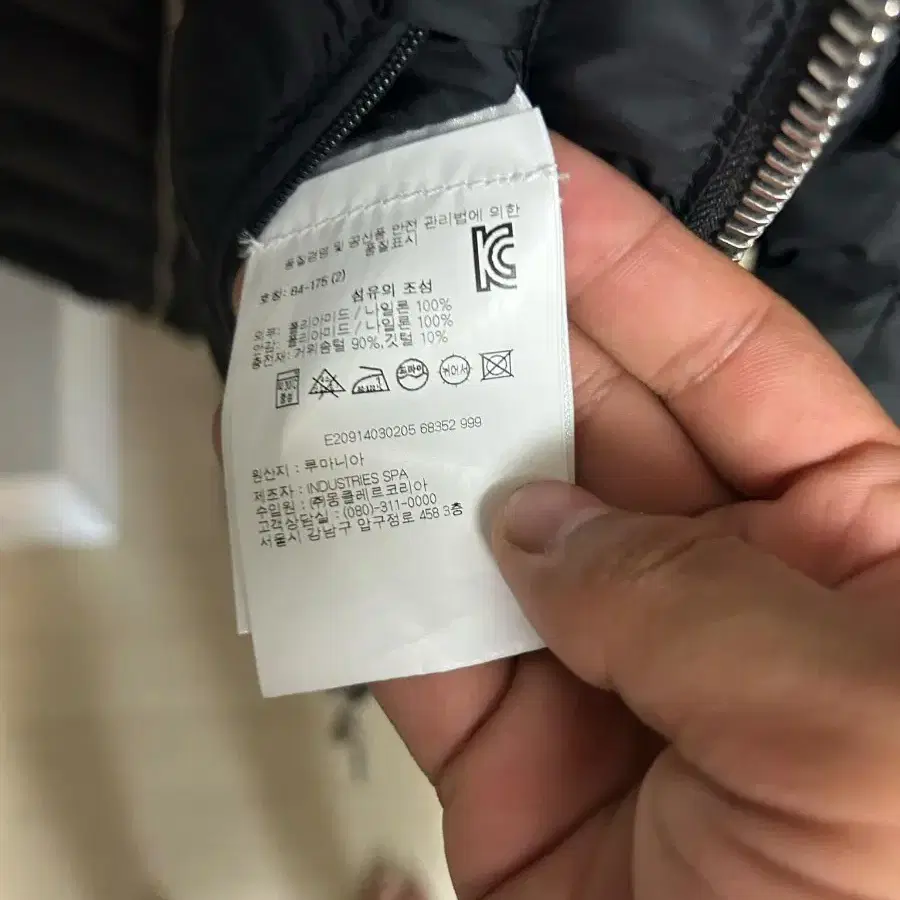 품질경영 및 공산품 안전 관리법에 의한
품질표시
호칭: 84-175 (2)
섬유의 조성
폴리아미드/나일론 100%
폴리아미드/나일론 100%
충전재: 거위솜털 90%, 깃털 10%
드라이
E20914030205 68352 999
원산지 : 루마니아
제조자 : INDUSTRIES SPA
수입원 : (주)몽클레르코리아
고객상담실 : (080)-311-0000
서울시 강남구 압구정로 458 3층